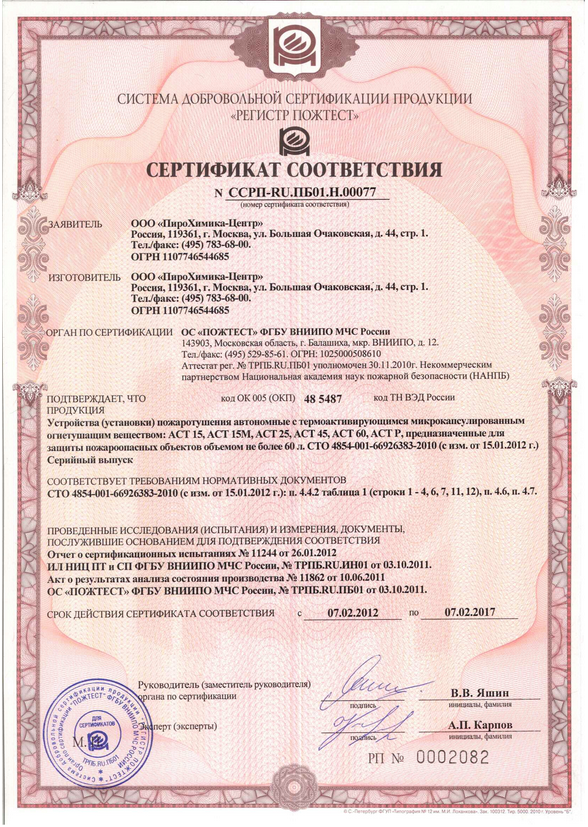 СИСТЕМА ДОБРОВОЛЬНОЙ СЕРТИФИКАЦИИ ПРОДУКЦИИ
«РЕГИСТР ПОЖТЕСТ»
СЕРТИФИКАТ СООТВЕТСТВИЯ
N ССРП-RU.ПБ01.Н.00077
(номер сертификата соответствия)
ЗАЯВИТЕЛЬ ООО «ПироХимика-Центр»
Россия, 119361, г. Москва, ул. Большая Очаковская, д. 44, стр. 1.
Тел./факс: (495) 783-68-00.
ОГРН 1107746544685
ИЗГОТОВИТЕЛЬ ООО «ПироХимика-Центр»
Россия, 119361, г. Москва, ул. Большая Очаковская, д. 44, стр. 1.
Тел./факс: (495) 783-68-00.
ОГРН 1107746544685
ОРГАН ПО СЕРТИФИКАЦИИ ОС «ПОЖТЕСТ» ФГБУ ВНИИПО МЧС России
143903, Московская область, г. Балашиха, мкр. ВНИИПО, д. 12.
Тел./факс: (495) 529-85-61. ОГРН: 1025000508610
Аттестат рег. № ТРПБ.RU.ПБ01 уполномочен 30.11.2010г. Некоммерческим
партнерством Национальная академия наук пожарной безопасности (НАНПБ)
ПОДТВЕРЖДАЕТ, ЧТО код ОК 005 (ОКП) 48 5487 код ТН ВЭД России
ПРОДУКЦИЯ
Устройства (установки) пожаротушения автономные с термоактивирующимся микрокапсулированным
огнетушащим веществом: АСТ 15, АСТ 15М, АСТ 25, АСТ 45, АСТ 60, АСТ Р, предназначенные для
защиты пожароопасных объектов объемом не более 60 л. СТО 4854-001-66926383-2010 (с изм. от 15.01.2012 г.)
Серийный выпуск
СООТВЕТСТВУЕТ ТРЕБОВАНИЯМ НОРМАТИВНЫХ ДОКУМЕНТОВ
СТО 4854-001-66926383-2010 (с изм. от 15.01.2012 г.): п. 4.4.2 таблица 1 (строки 1 - 4, 6, 7, 11, 12), п. 4.6, п. 4.7.
ПРОВЕДЕННЫЕ ИССЛЕДОВАНИЯ (ИСПЫТАНИЯ) И ИЗМЕРЕНИЯ, ДОКУМЕНТЫ,
ПОСЛУЖИВШИЕ ОСНОВАНИЕМ ДЛЯ ПОДТВЕРЖДЕНИЯ СООТВЕТСТВИЯ
Отчет о сертификационных испытаниях № 11244 от 26.01.2012
ИЛ НИЦ ПТ и СП ФГБУ ВНИИПО МЧС России, № ТРПБ.RU.ИН01 от 03.10.2011.
Акт о результатах анализа состояния производства № 11862 от 10.06.2011
ОС «ПОЖТЕСТ» ФГБУ ВНИИПО МЧС России, № ТРПБ.RU.ПБ01 от 03.10.2011.
СРОК ДЕЙСТВИЯ СЕРТИФИКАТА СООТВЕТСТВИЯ с 07.02.2012 по 07.02.2017
Руководитель (заместитель руководителя)
органа по сертификации
В.В. Яшин
подпись инициалы, фамилия
Эксперт (эксперты)
А.П. Карпов
подпись инициалы, фамилия
М.
ДЛЯ
СЕРТИФИКАТОВ
ТРПБ.RU.ПБ01
РП № 0002082